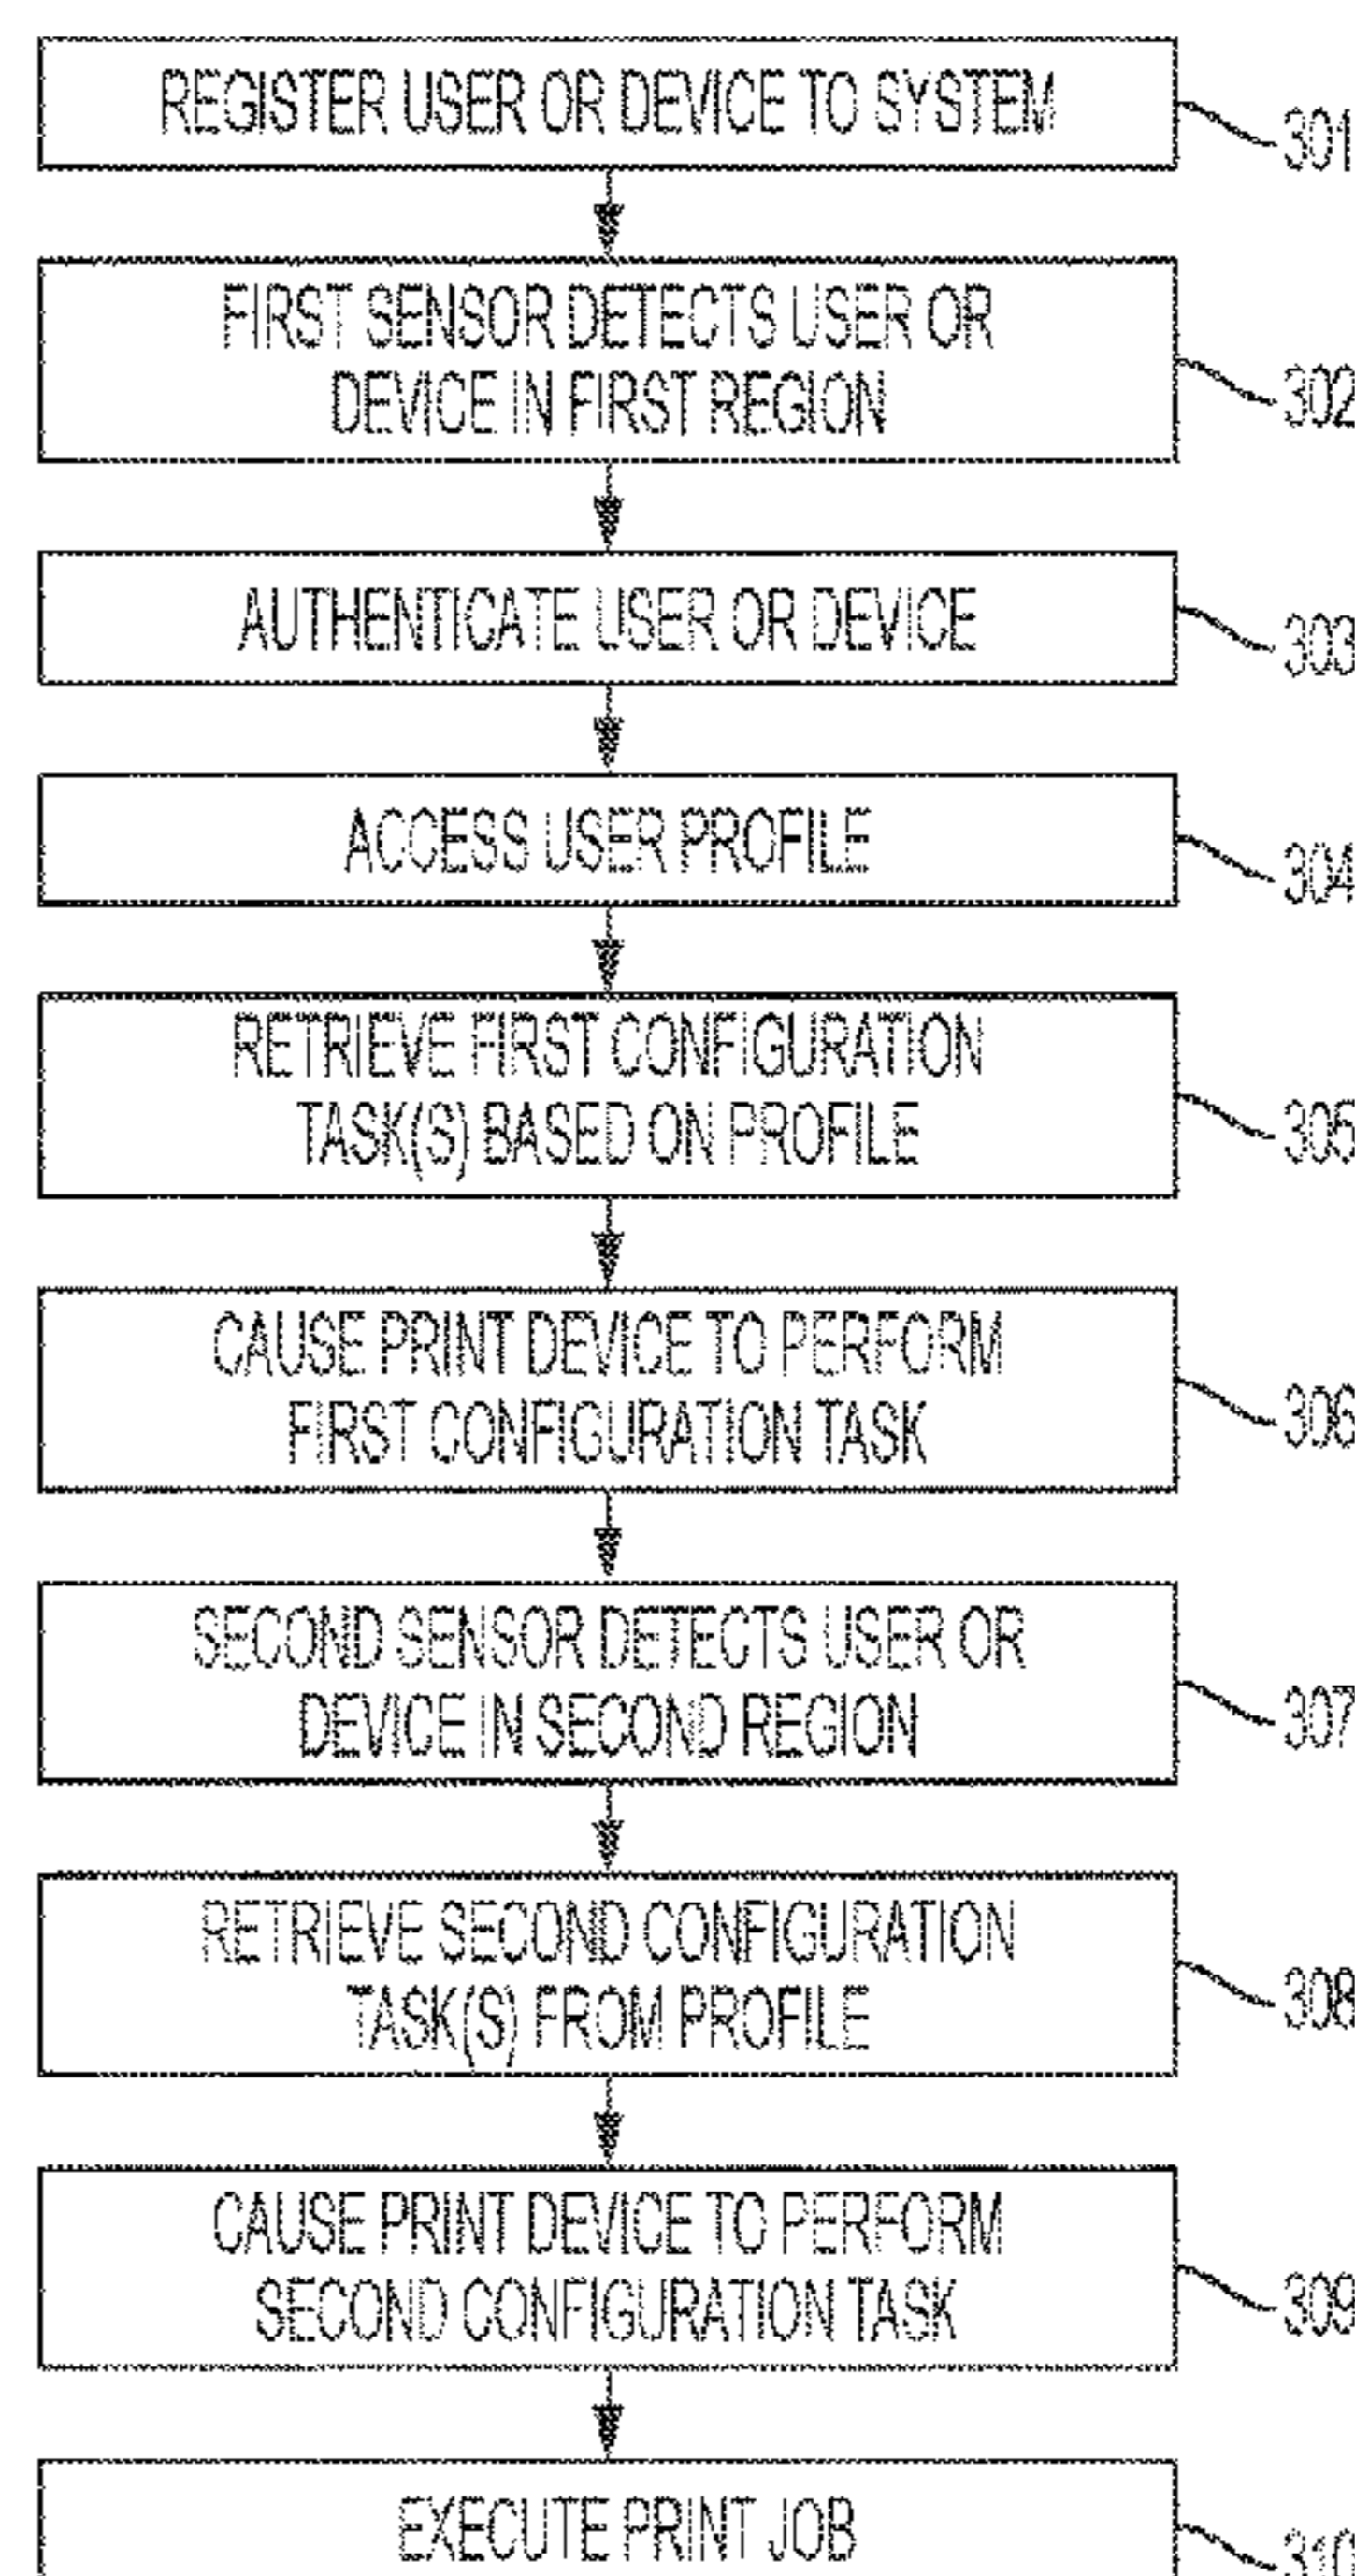 REGISTER USER OR DEVICE TO SYSTEM
301
FIRST SENSOR DETECTS USER OR
DEVICE IN FIRST REGION
302
AUTHENTICATE USER OR DEVICE
303
ACCESS USER PROFILE
304
RETRIEVE FIRST CONFIGURATION
TASK(S) BASED ON PROFILE
305
CAUSE PRINT DEVICE TO PERFORM
FIRST CONFIGURATION TASK
306
SECOND SENSOR DETECTS USER OR
DEVICE IN SECOND REGION
307
RETRIEVE SECOND CONFIGURATION
TASK(S) FROM PROFILE
308
CAUSE PRINT DEVICE TO PERFORM
SECOND CONFIGURATION TASK
309
EXECUTE PRINT JOB
310